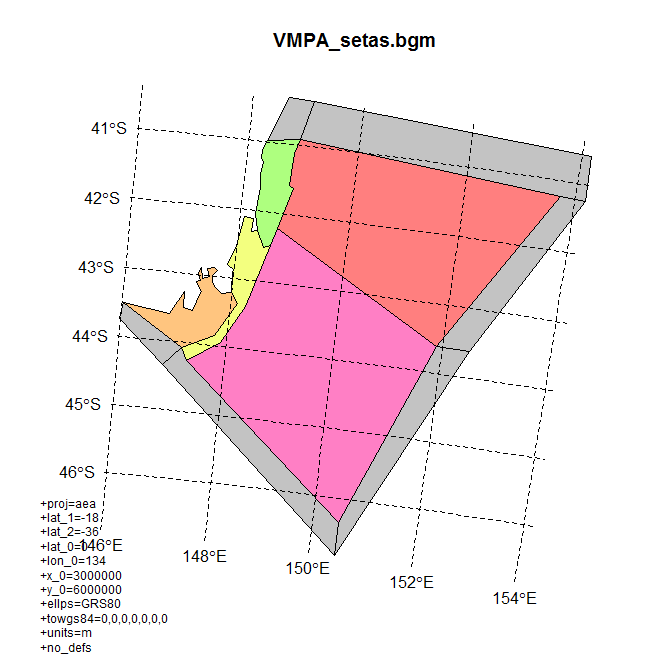 VMPA_setas.bgm
41°S
42°S
43°S
44°S
45°S
46°S
146°E
148°E
150°E
152°E
154°E
+proj=aea
+lat_1=-18
+lat_2=-36
+lat_0=0
+lon_0=134
+x_0=3000000
+y_0=6000000
+ellps=GRS80
+towgs84=0,0,0,0,0,0,0
+units=m
+no_defs